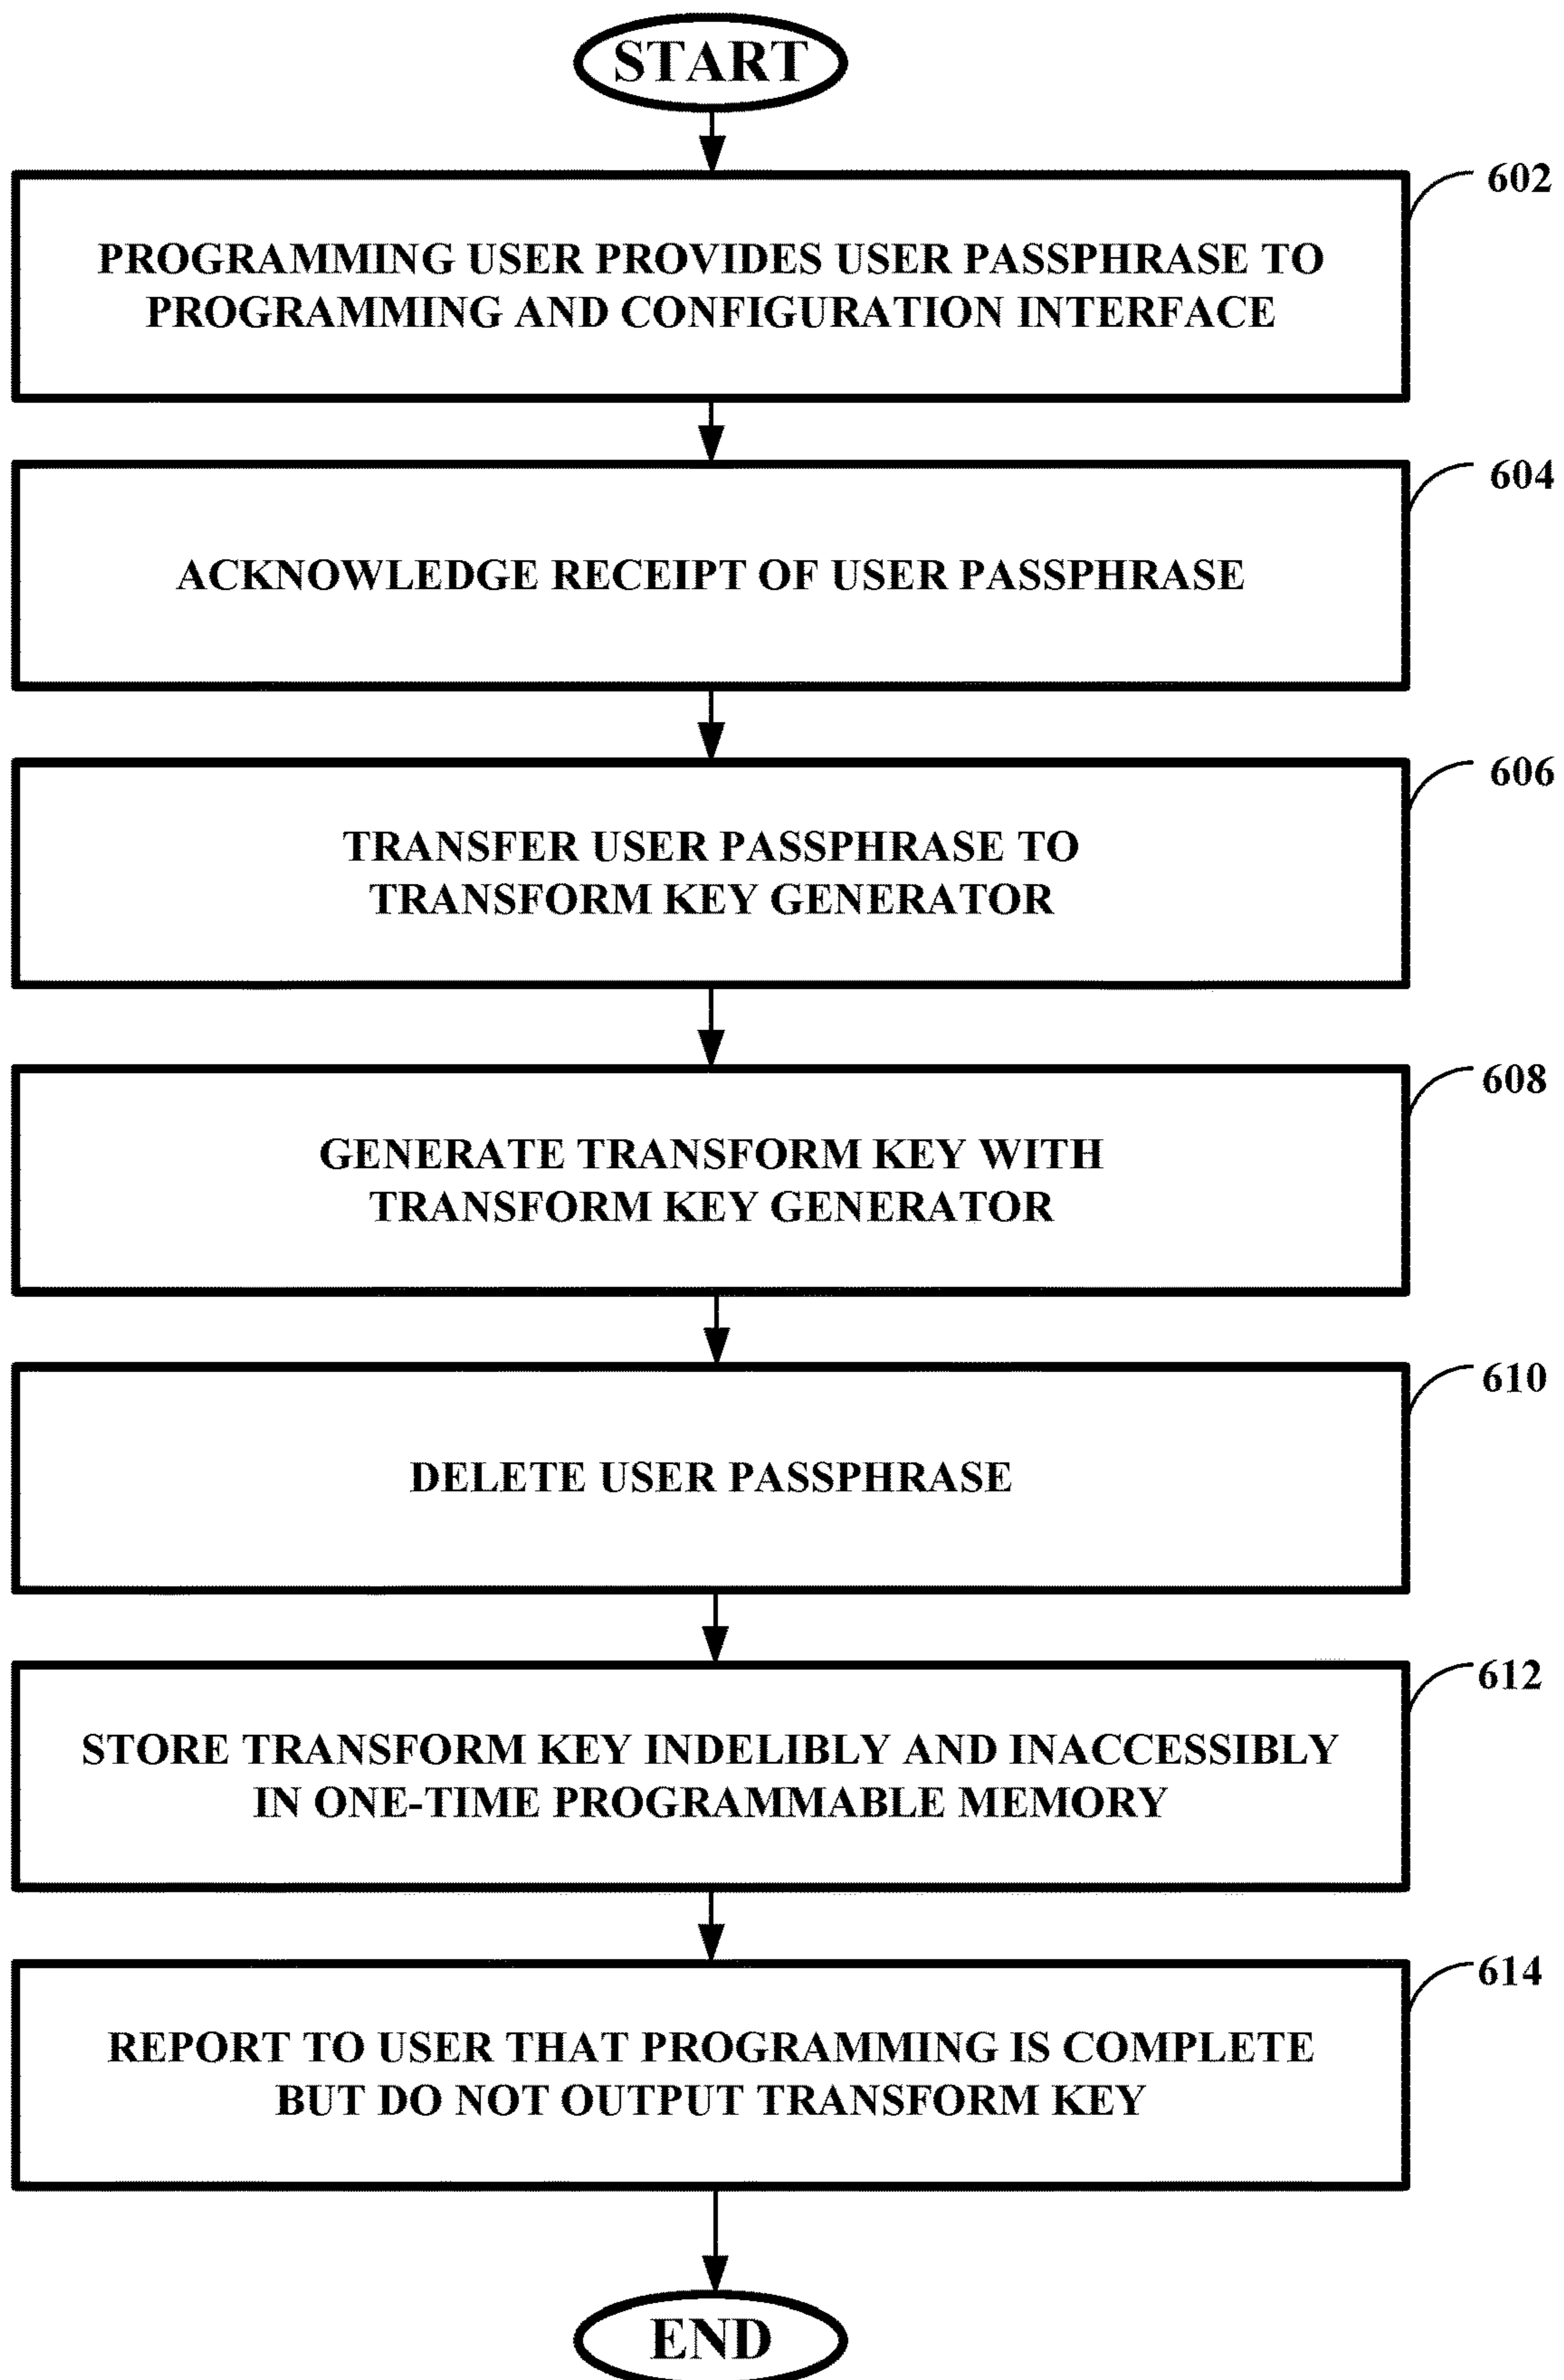 START
602
PROGRAMMING USER PROVIDES USER PASSPHRASE TO
PROGRAMMING AND CONFIGURATION INTERFACE
604
ACKNOWLEDGE RECEIPT OF USER PASSPHRASE
606
TRANSFER USER PASSPHRASE TO
TRANSFORM KEY GENERATOR
608
GENERATE TRANSFORM KEY WITH
TRANSFORM KEY GENERATOR
610
DELETE USER PASSPHRASE
612
STORE TRANSFORM KEY INDELIBLY AND INACCESSIBLY
IN ONE-TIME PROGRAMMABLE MEMORY
614
REPORT TO USER THAT PROGRAMMING IS COMPLETE
BUT DO NOT OUTPUT TRANSFORM KEY
END